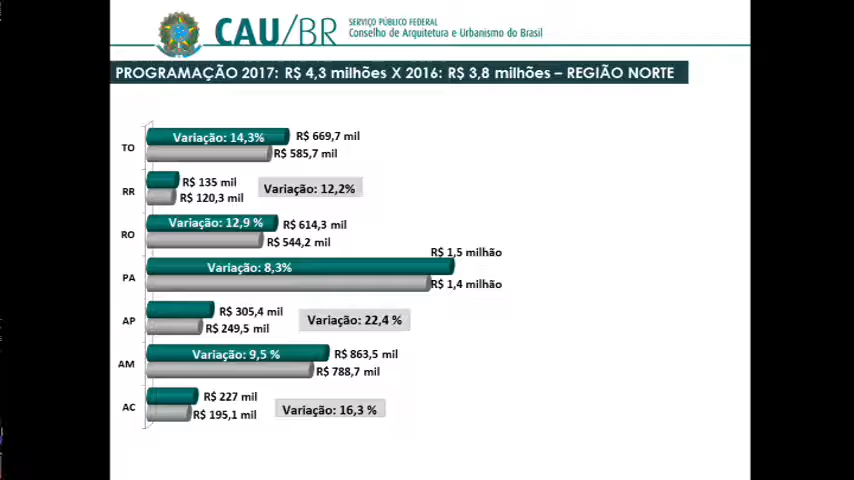 CAU/BR
SERVIÇO PÚBLICO FEDERAL
Conselho de Arquitetura e Urbanismo do Brasil
PROGRAMAÇÃO 2017: R$ 4,3 milhões X 2016: R$ 3,8 milhões – REGIÃO NORTE
TO
Variação: 14,3%
R$ 669,7 mil
R$ 585,7 mil
RR
R$ 135 mil
R$ 120,3 mil
Variação: 12,2%
RO
Variação: 12,9 %
R$ 614,3 mil
R$ 544,2 mil
PA
Variação: 8,3%
R$ 1,5 milhão
R$ 1,4 milhão
AP
R$ 305,4 mil
R$ 249,5 mil
Variação: 22,4 %
AM
Variação: 9,5 %
R$ 863,5 mil
R$ 788,7 mil
AC
R$ 227 mil
R$ 195,1 mil
Variação: 16,3 %